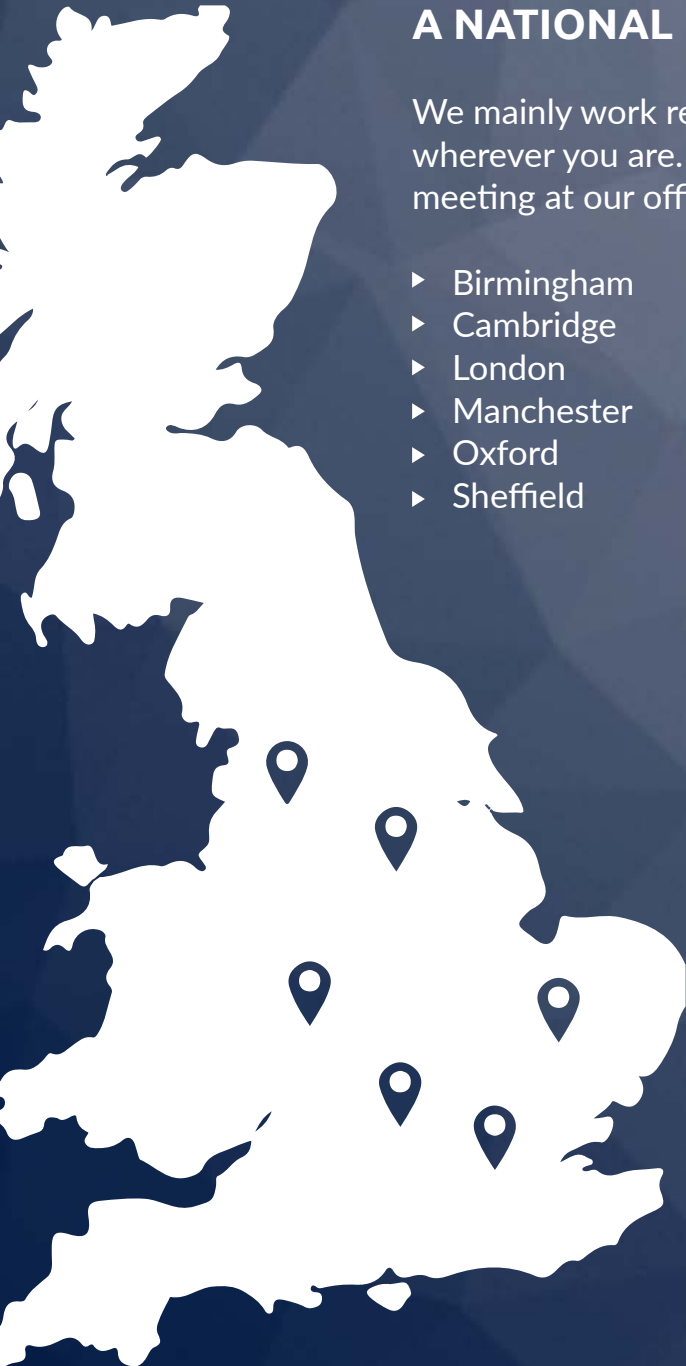 A NATIONAL
We mainly work re
wherever you are.
meeting at our off
Birmingham
Cambridge
London
Manchester
Oxford
Sheffield